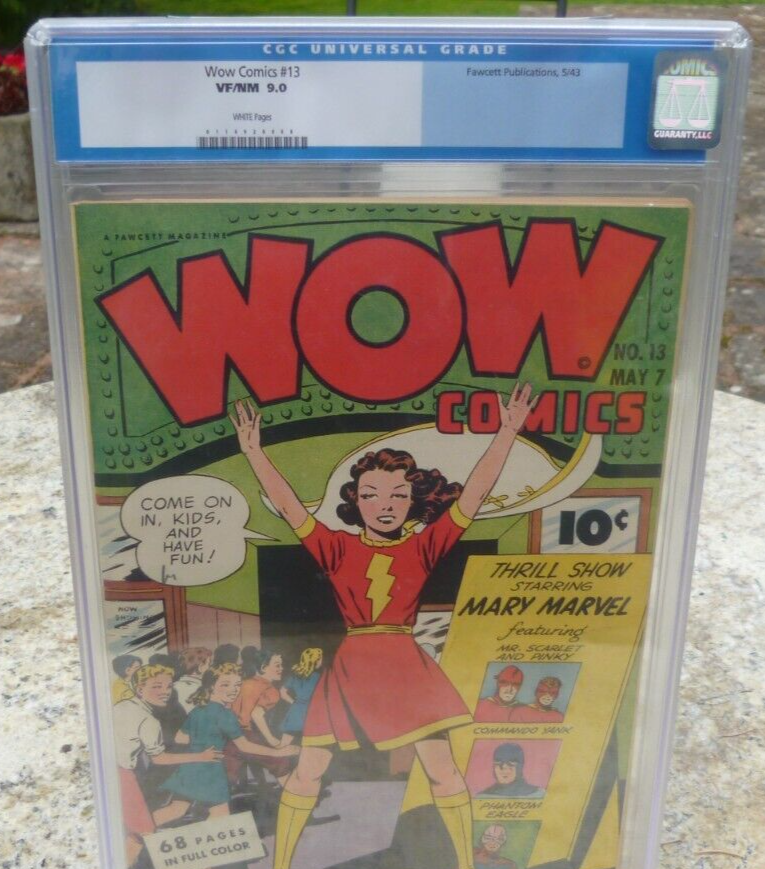 CGC UNIVERSAL GRADE
Wow Comics #13
VF/NM 9.0
WHITE Pages
Fawcett Publications, 5/43
COMICS
GUARANTY,LLC
A FAWCETT MAGAZINE
WOW
©
NO. 13
MAY 7
COMICS
COME ON
IN, KIDS,
AND
HAVE
FUN!
10¢
THRILL SHOW
STARRING
MARY MARVEL
featuring
MR. SCARLET
AND PINKY
COMMANDO YANK
PHANTOM
EAGLE
68 PAGES
IN FULL COLOR